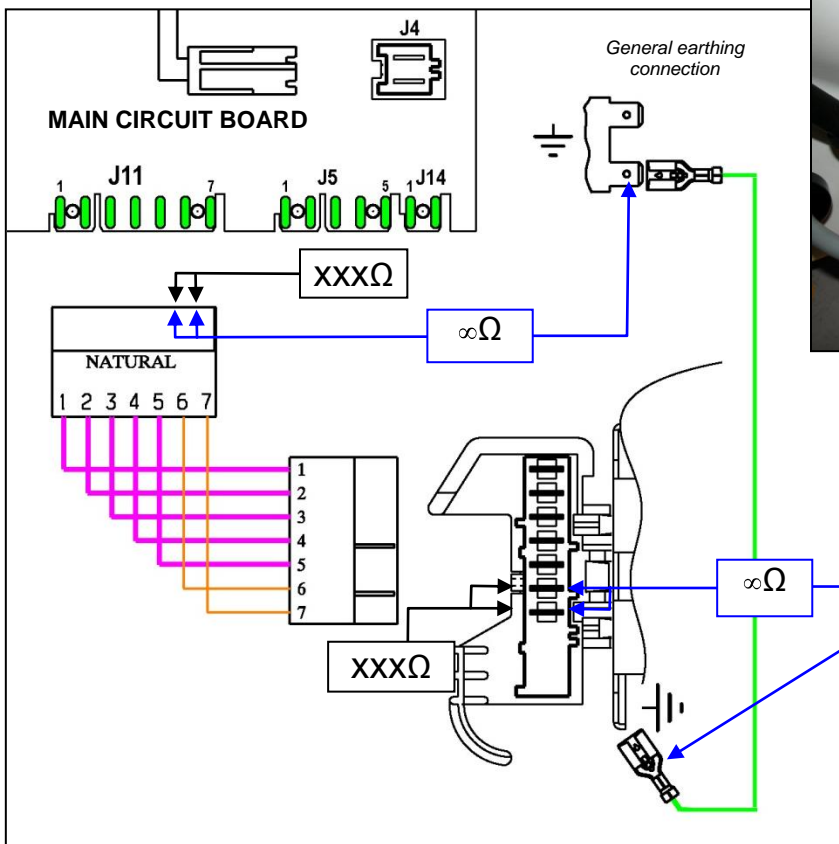 J4
General earthing
connection
MAIN CIRCUIT BOARD
J11 J5 J14
1 7 1 5 1
xxxΩ
∞Ω
NATURAL
1 2 3 4 5 6 7
1
2
3
4
5
6
7
∞Ω
xxxΩ